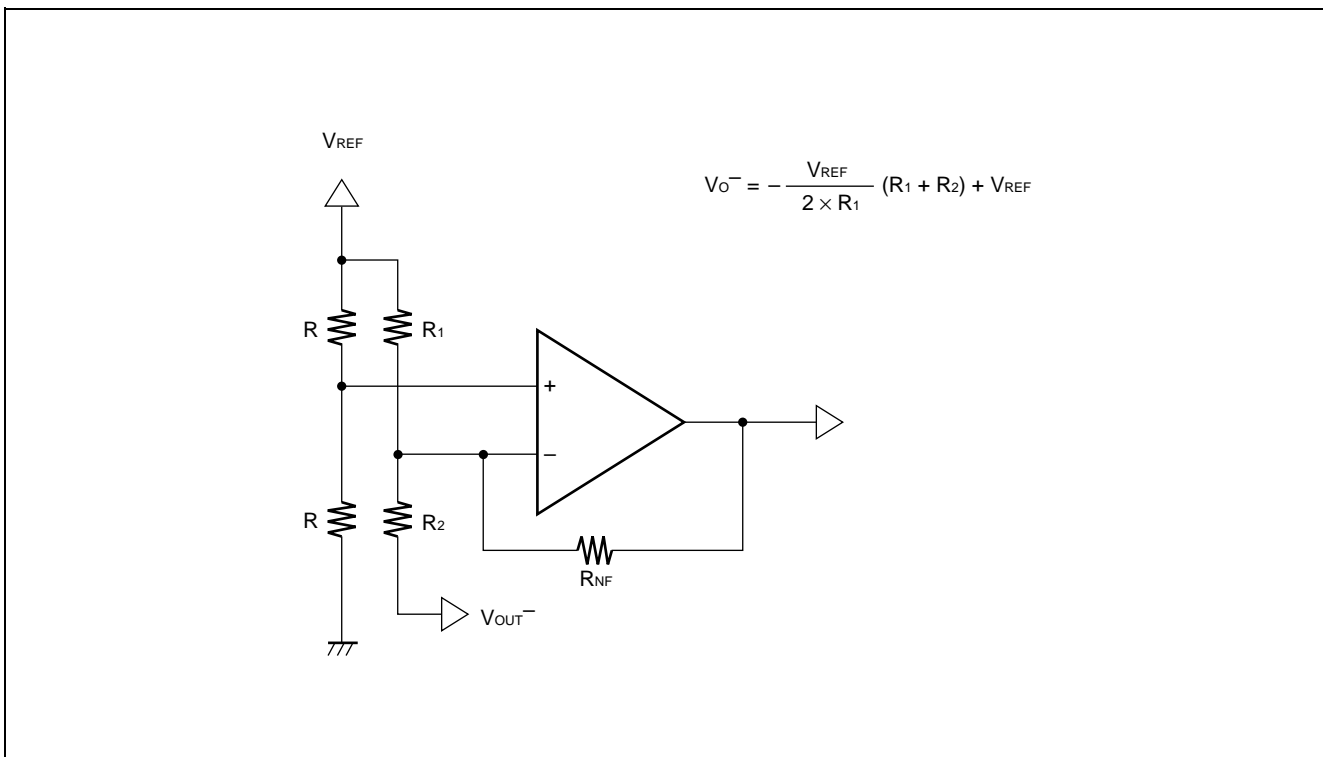 VREF
VO– = – VREF / 2 × R1 (R1 + R2) + VREF
R
R1
+
–
R
R2
RNF
VOUT–